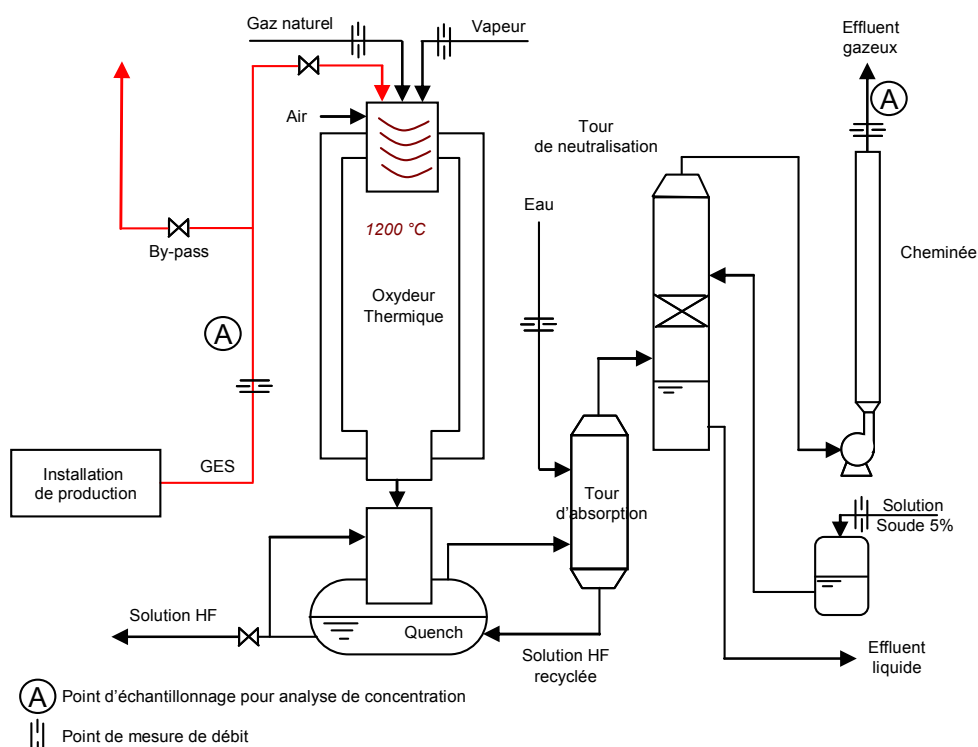 Gaz naturel
Vapeur
Effluent
gazeux
A
Air
Tour
de neutralisation
Eau
1200 °C
By-pass
Cheminée
Oxydeur
Thermique
A
GES
Installation
de production
Tour
d'absorption
Solution
Soude 5%
Solution HF
Quench
Solution HF
recyclée
Effluent
liquide
A Point d'échantillonnage pour analyse de concentration
Point de mesure de débit